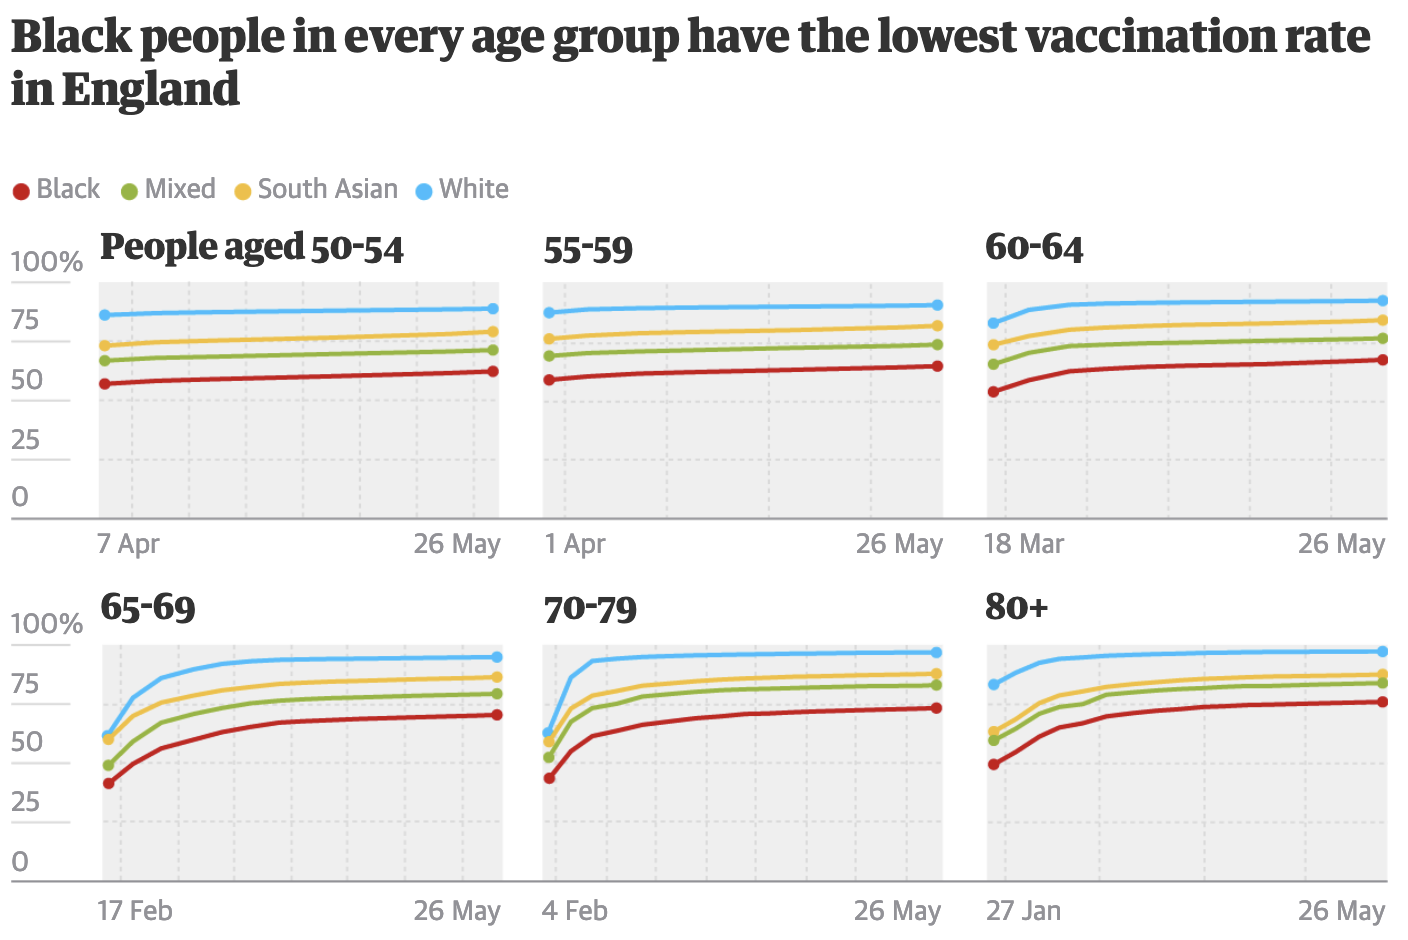 Black people in every age group have the lowest vaccination rate
in England
Black Mixed South Asian White
People aged 50-54 55-59 60-64
100%
75
50
25
0
7 Apr 26 May 1 Apr 26 May 18 Mar 26 May
65-69 70-79 80+
100%
75
50
25
0
17 Feb 26 May 4 Feb 26 May 27 Jan 26 May